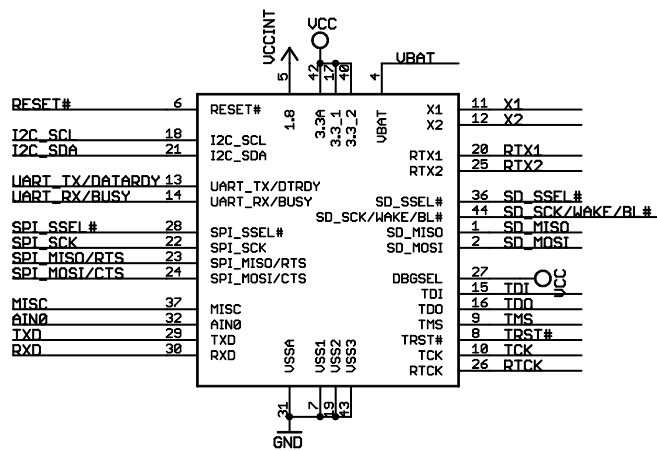 VCCINT VCC
5 42 17 40 4 VBAT
1.8 3.3A 3.3_1 3.3_2 VBAT
RESET# 6 RESET# X1 11 X1
X2 12 X2
I2C_SCL 18 I2C_SCL
I2C_SDA 21 I2C_SDA RTX1 20 RTX1
RTX2 25 RTX2
UART_TX/DATARDY 13 UART_TX/DTRDY
UART_RX/BUSY 14 UART_RX/BUSY SD_SSEL# 36 SD_SSEL#
SD_SCK/WAKE/BL# 44 SD_SCK/WAKE/BL#
SPI_SSEL# 28 SPI_SSEL# SD_MISO 1 SD_MISO
SPI_SCK 22 SPI_SCK SD_MOSI 2 SD_MOSI
SPI_MISO/RTS 23 SPI_MISO/RTS
SPI_MOSI/CTS 24 SPI_MOSI/CTS DBGSEL 27 VCC
TDI 15 TDI
MISC 37 MISC TDO 16 TDO
AIN0 32 AIN0 TMS 9 TMS
TXD 29 TXD TRST# 8 TRST#
RXD 30 RXD TCK 10 TCK
RTCK 26 RTCK
VSSA VSS1 VSS2 VSS3
31 7 19 43
GND